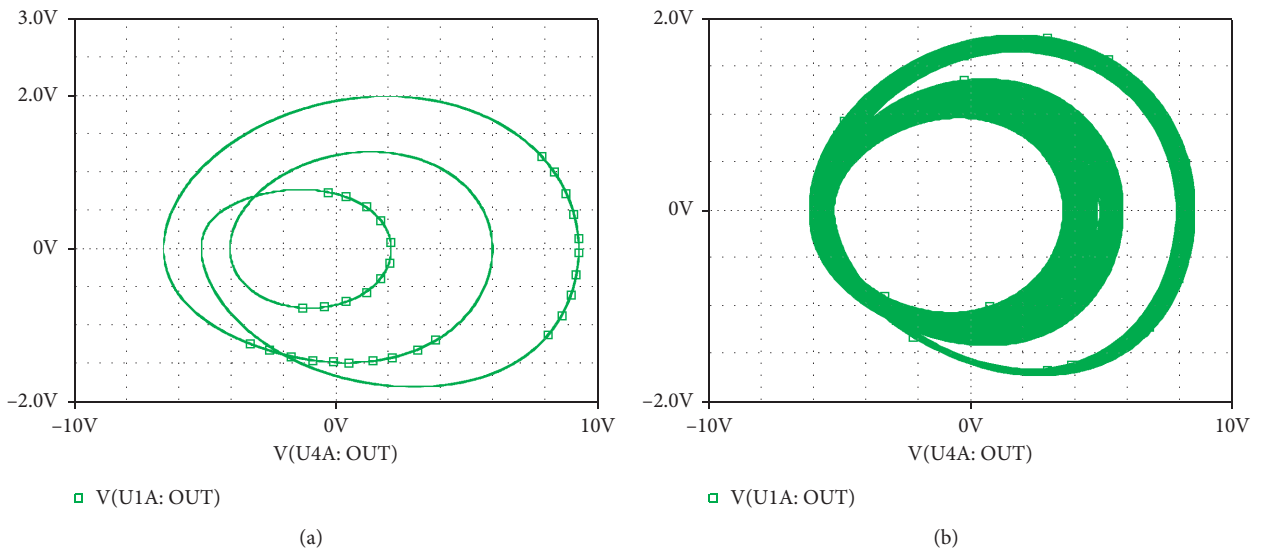 3.0V
2.0V
0V
–2.0V
–10V
0V
10V
V(U4A: OUT)
V(U1A: OUT)
(a)
2.0V
0V
–2.0V
–10V
0V
10V
V(U4A: OUT)
V(U1A: OUT)
(b)